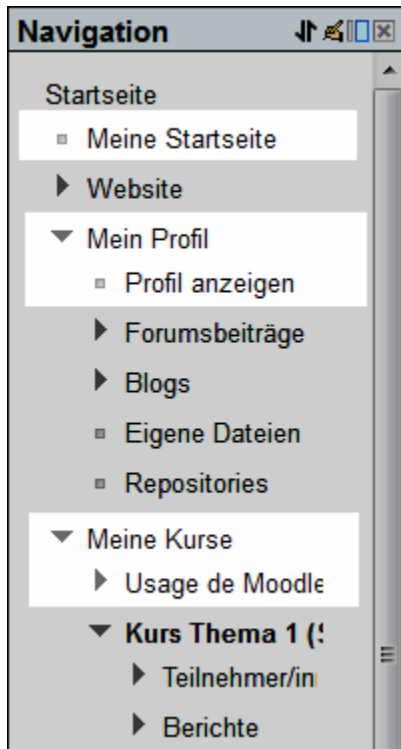 Navigation
Startseite
Meine Startseite
Website
Mein Profil
Profil anzeigen
Forumsbeiträge
Blogs
Eigene Dateien
Repositories
Meine Kurse
Usage de Moodle
Kurs Thema 1 (
Teilnehmer/in
Berichte